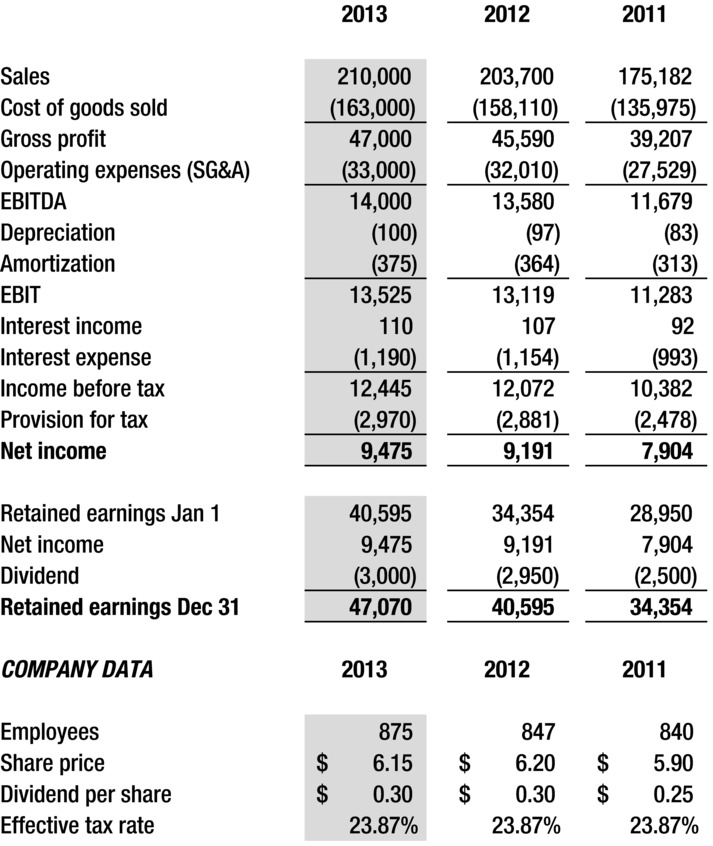 2013 2012 2011
Sales 210,000 203,700 175,182
Cost of goods sold (163,000) (158,110) (135,975)
Gross profit 47,000 45,590 39,207
Operating expenses (SG&A) (33,000) (32,010) (27,529)
EBITDA 14,000 13,580 11,679
Depreciation (100) (97) (83)
Amortization (375) (364) (313)
EBIT 13,525 13,119 11,283
Interest income 110 107 92
Interest expense (1,190) (1,154) (993)
Income before tax 12,445 12,072 10,382
Provision for tax (2,970) (2,881) (2,478)
Net income 9,475 9,191 7,904
Retained earnings Jan 1 40,595 34,354 28,950
Net income 9,475 9,191 7,904
Dividend (3,000) (2,950) (2,500)
Retained earnings Dec 31 47,070 40,595 34,354
COMPANY DATA 2013 2012 2011
Employees 875 847 840
Share price $ 6.15 $ 6.20 $ 5.90
Dividend per share $ 0.30 $ 0.30 $ 0.25
Effective tax rate 23.87% 23.87% 23.87%